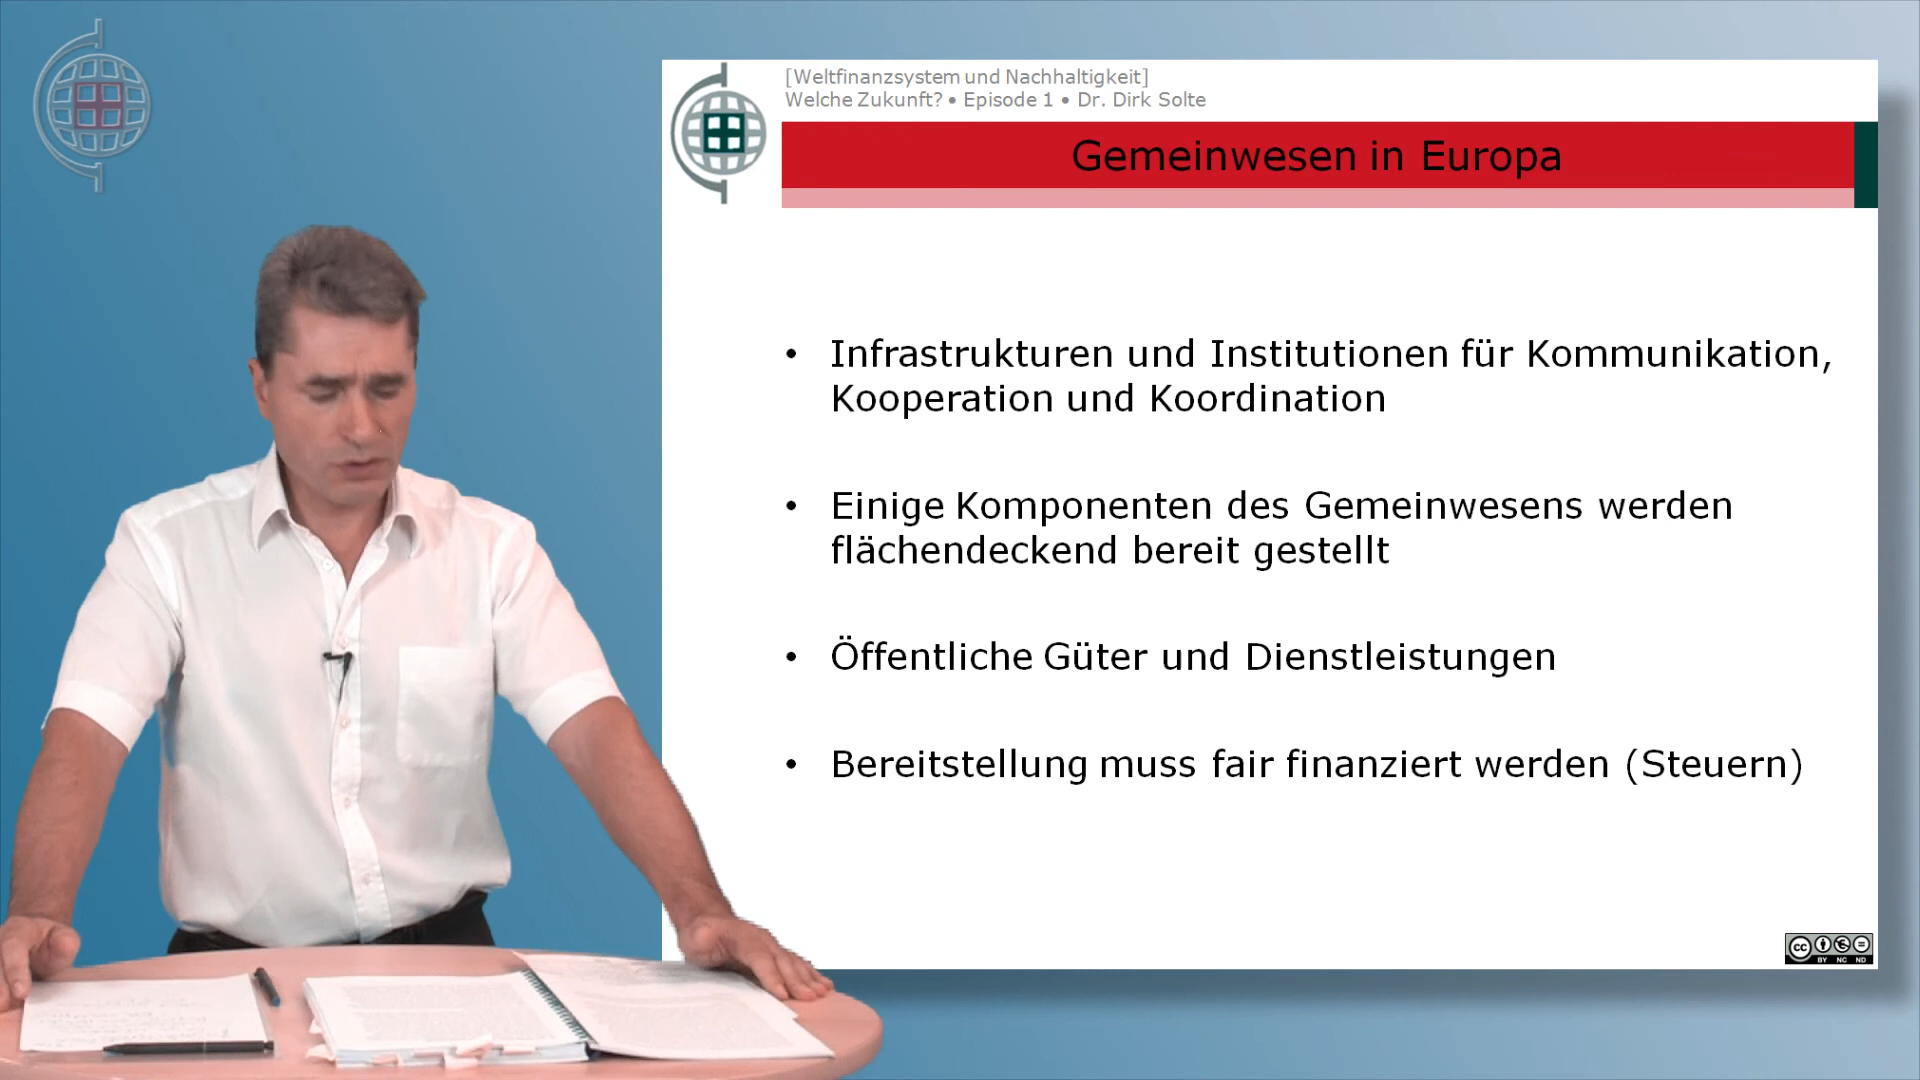 [Weltfinanzsystem und Nachhaltigkeit]
Welche Zukunft? • Episode 1 • Dr. Dirk Solte
Gemeinwesen in Europa
• Infrastrukturen und Institutionen für Kommunikation,
Kooperation und Koordination
• Einige Komponenten des Gemeinwesens werden
flächendeckend bereit gestellt
• Öffentliche Güter und Dienstleistungen
• Bereitstellung muss fair finanziert werden (Steuern)
cc
BY NC ND